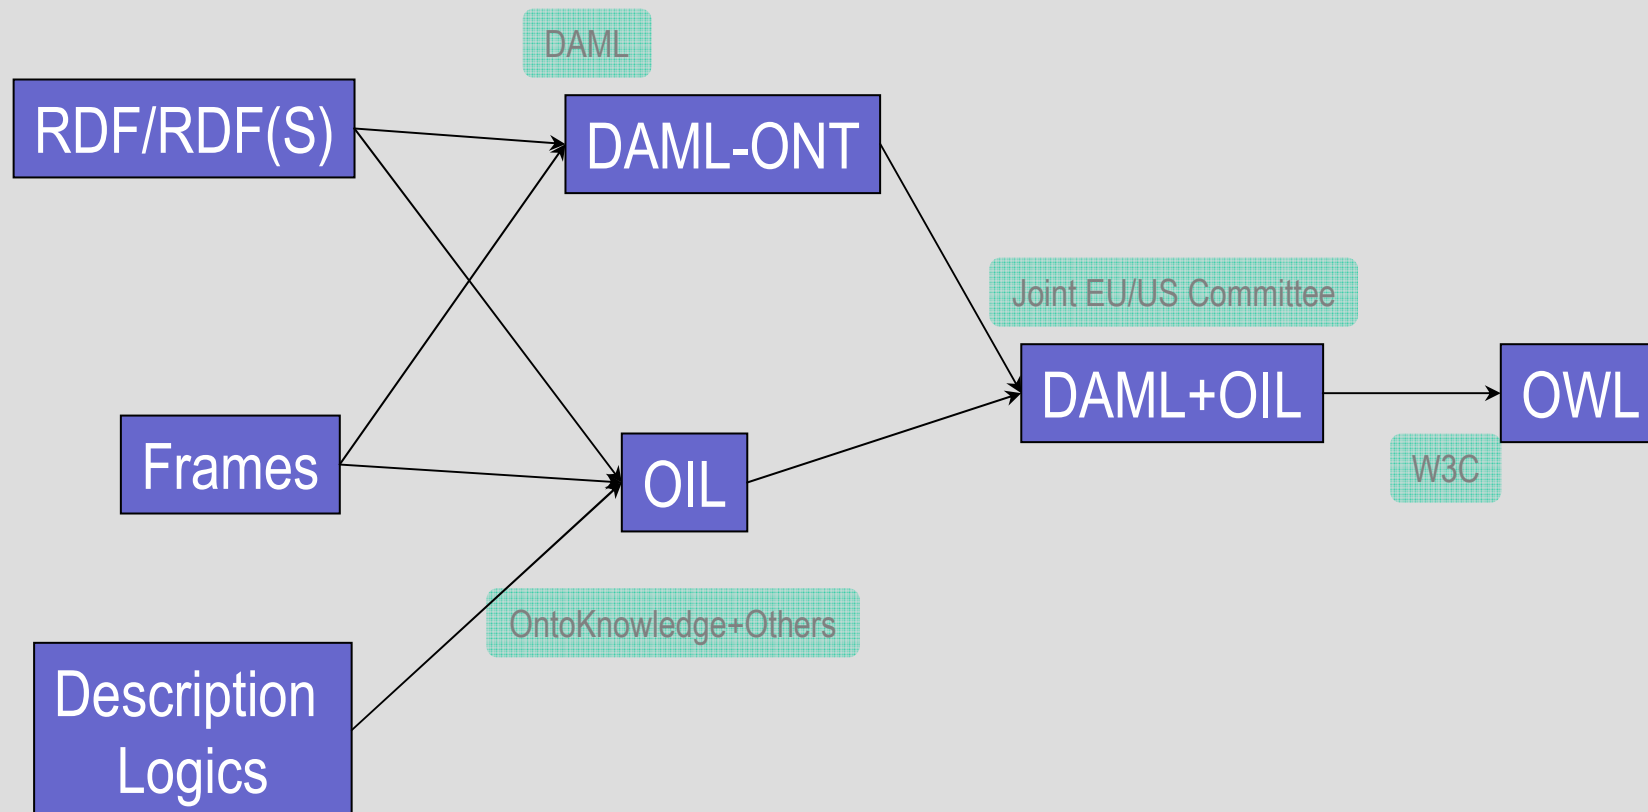 DAML
RDF/RDF(S)
DAML-ONT
Joint EU/US Committee
DAML+OIL
OWL
Frames
OIL
W3C
OntoKnowledge+Others
Description
Logics